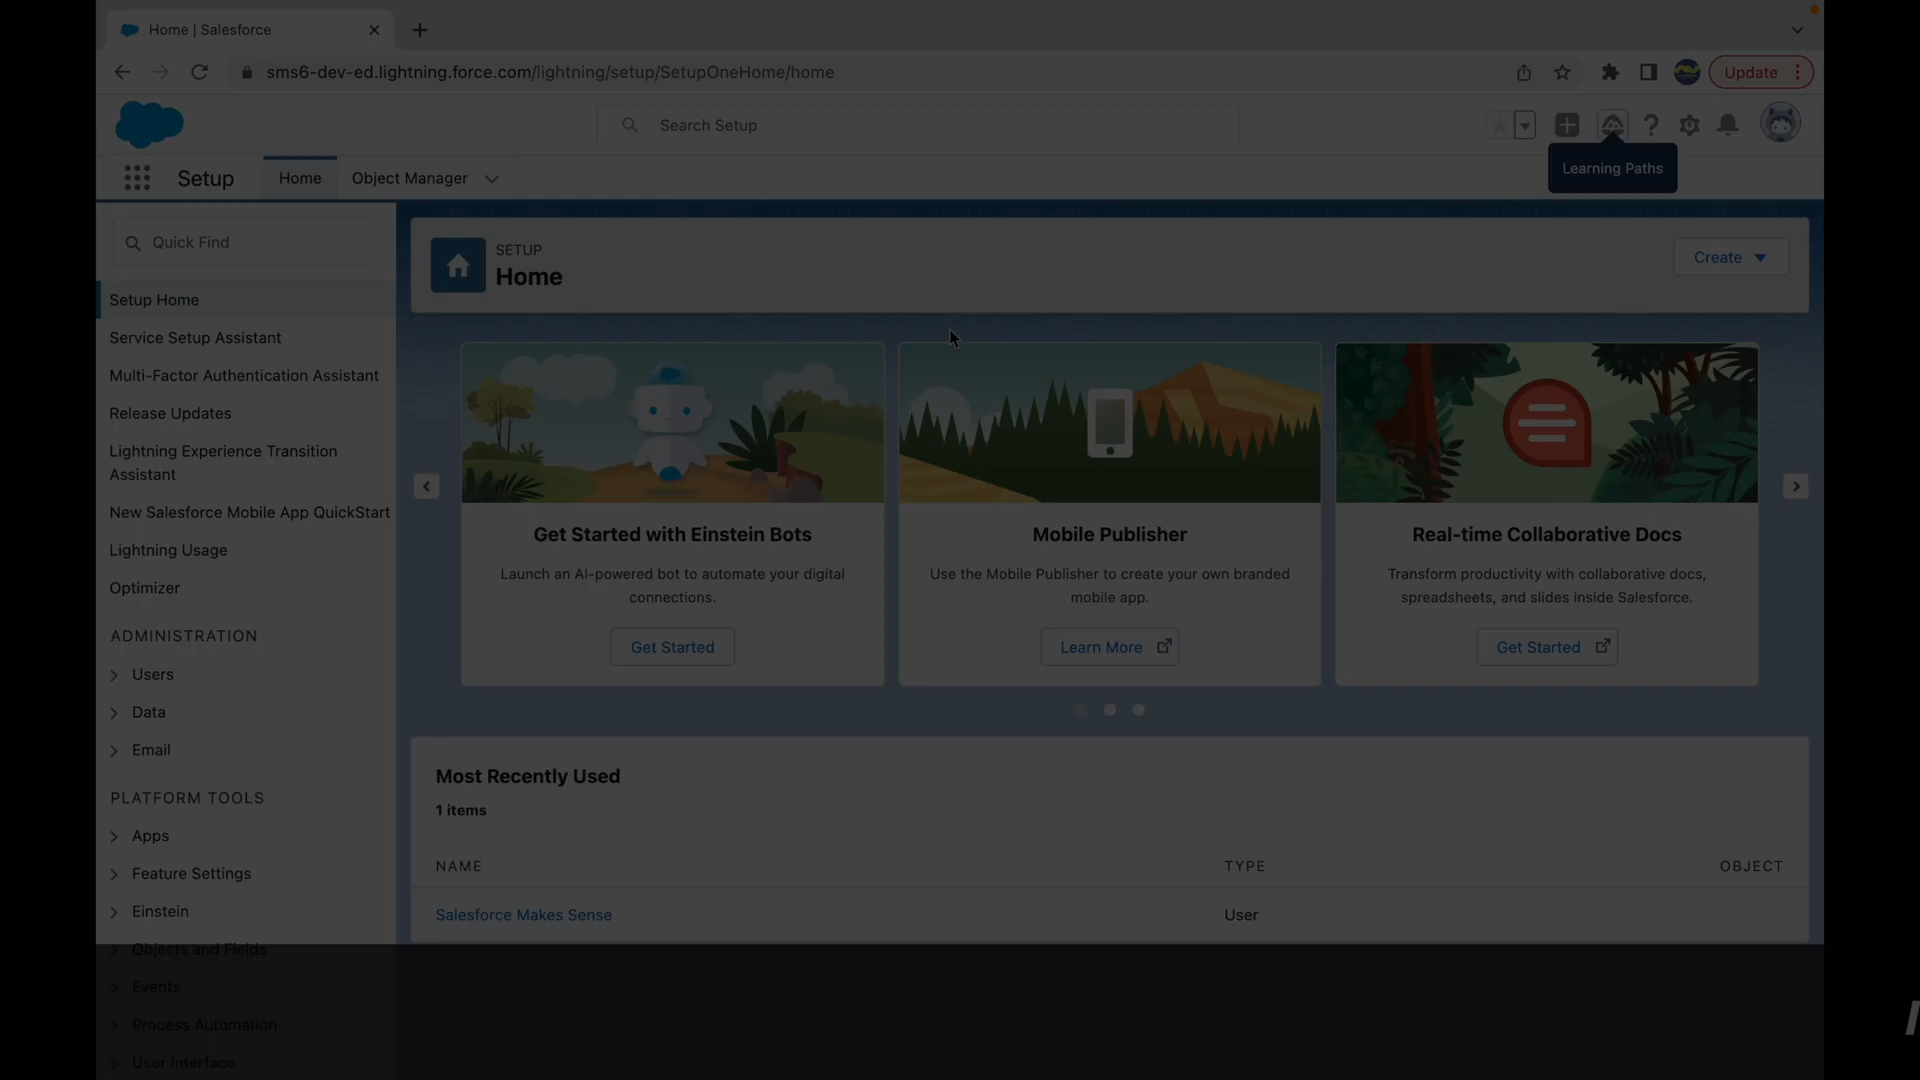 Home | Salesforce
sms6-dev-ed.lightning.force.com/lightning/setup/SetupOneHome/home
Update
Search Setup
Learning Paths
Setup
Home
Object Manager
Quick Find
Setup Home
Service Setup Assistant
Multi-Factor Authentication Assistant
Release Updates
Lightning Experience Transition
Assistant
New Salesforce Mobile App QuickStart
Lightning Usage
Optimizer
ADMINISTRATION
Users
Data
Email
PLATFORM TOOLS
Apps
Feature Settings
Einstein
Objects and Fields
Events
Process Automation
User Interface
SETUP
Home
Create
Get Started with Einstein Bots
Launch an AI-powered bot to automate your digital
connections.
Get Started
Mobile Publisher
Use the Mobile Publisher to create your own branded
mobile app.
Learn More
Real-time Collaborative Docs
Transform productivity with collaborative docs,
spreadsheets, and slides inside Salesforce.
Get Started
Most Recently Used
1 items
NAME
TYPE
OBJECT
Salesforce Makes Sense
User